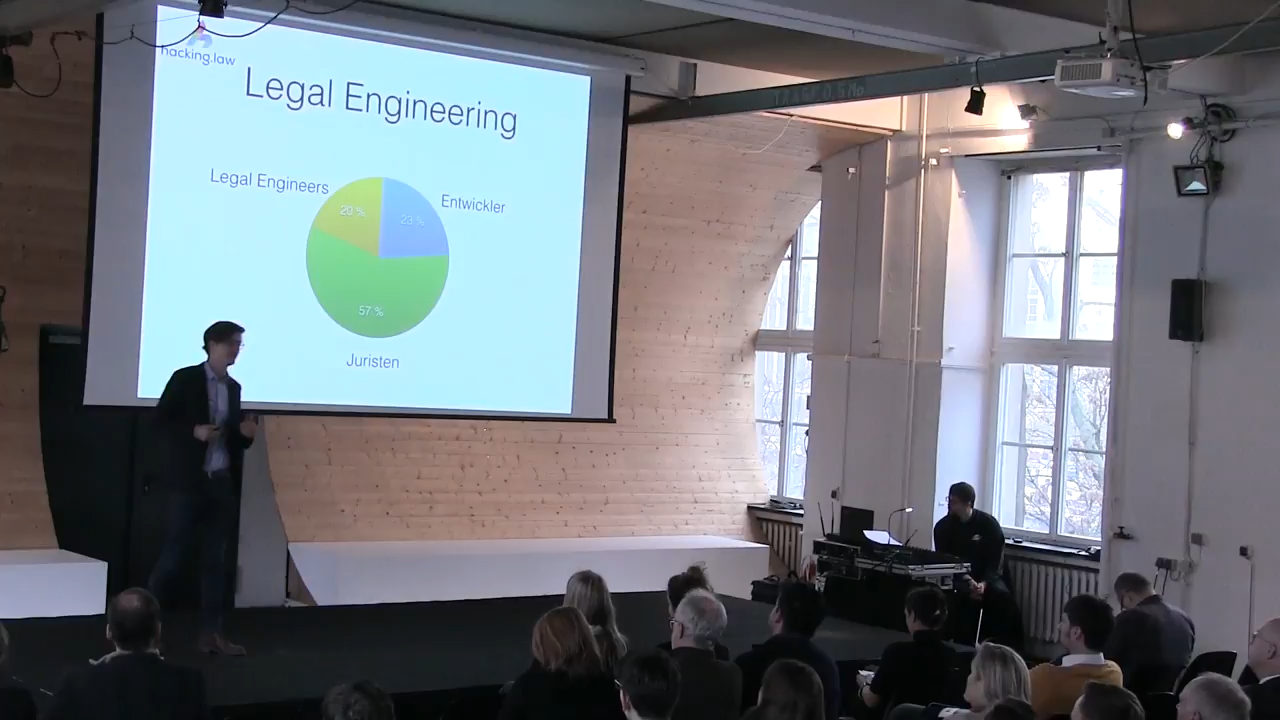 hacking.law
Legal Engineering
Legal Engineers
Entwickler
20 %
23 %
57 %
Juristen